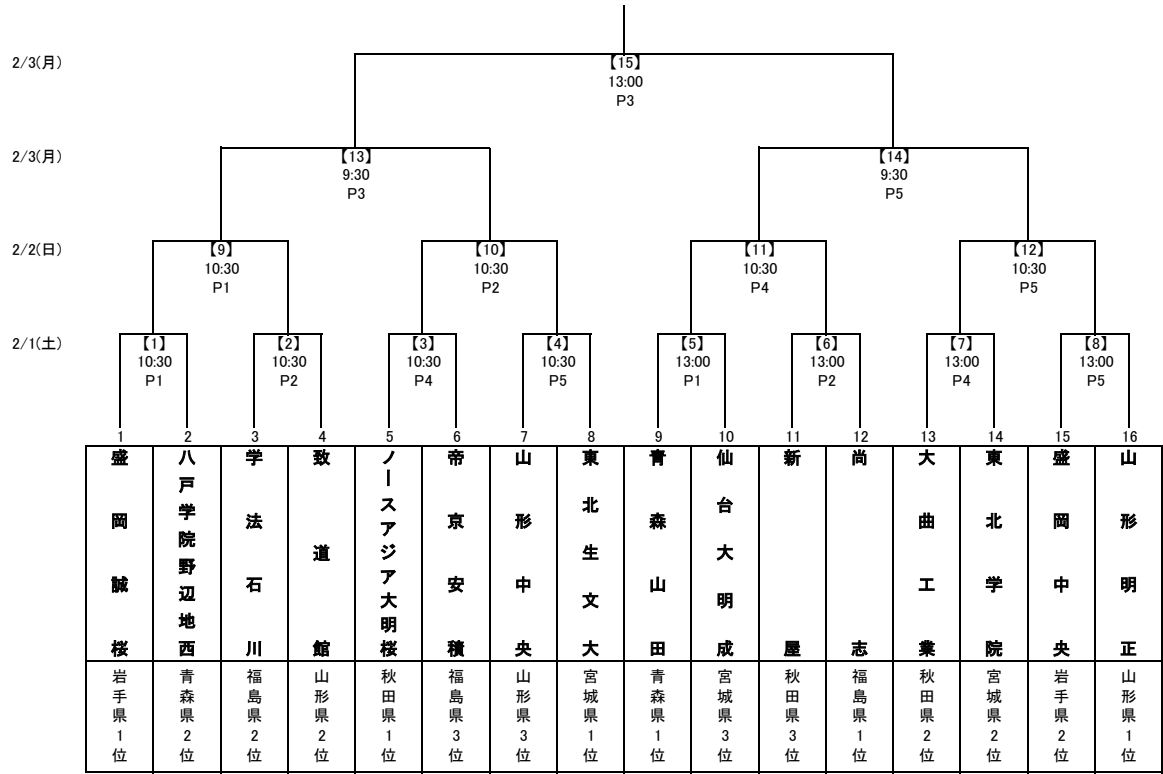 2/3(月)
【15】
13:00
P3
2/3(月)
【13】
9:30
P3
【14】
9:30
P5
2/2(日)
【9】
10:30
P1
【10】
10:30
P2
【11】
10:30
P4
【12】
10:30
P5
2/1(土)
【1】
10:30
P1
【2】
10:30
P2
【3】
10:30
P4
【4】
10:30
P5
【5】
13:00
P1
【6】
13:00
P2
【7】
13:00
P4
【8】
13:00
P5
1
盛岡誠桜
岩手県1位
2
八戸学院野辺地西
青森県2位
3
学法石川
福島県2位
4
致道館
山形県2位
5
ノースアジア大明桜
秋田県1位
6
帝京安積
福島県3位
7
山形中央
山形県3位
8
東北生文大
宮城県1位
9
青森山田
青森県1位
10
仙台大明成
宮城県3位
11
新屋
秋田県3位
12
尚志
福島県1位
13
大曲工業
秋田県2位
14
東北学院
宮城県2位
15
盛岡中央
岩手県2位
16
山形明正
山形県1位